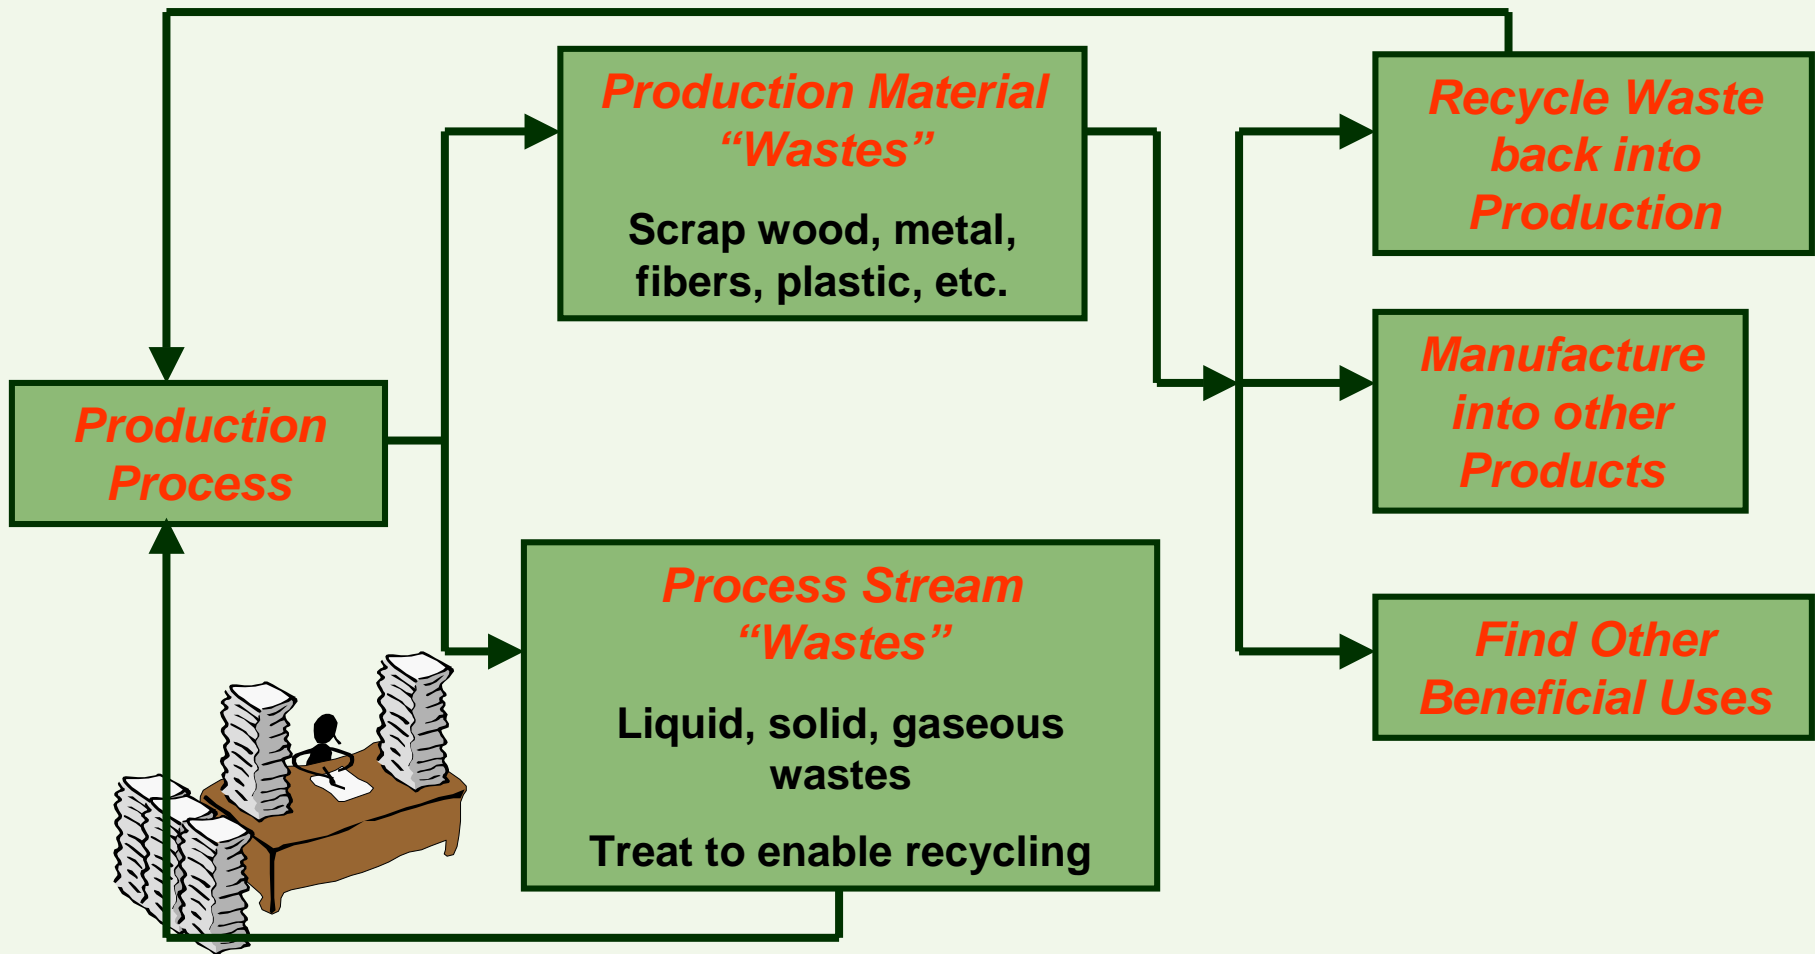 Production
Process
Production Material
“Wastes”
Scrap wood, metal,
fibers, plastic, etc.
Process Stream
“Wastes”
Liquid, solid, gaseous
wastes
Treat to enable recycling
Recycle Waste
back into
Production
Manufacture
into other
Products
Find Other
Beneficial Uses